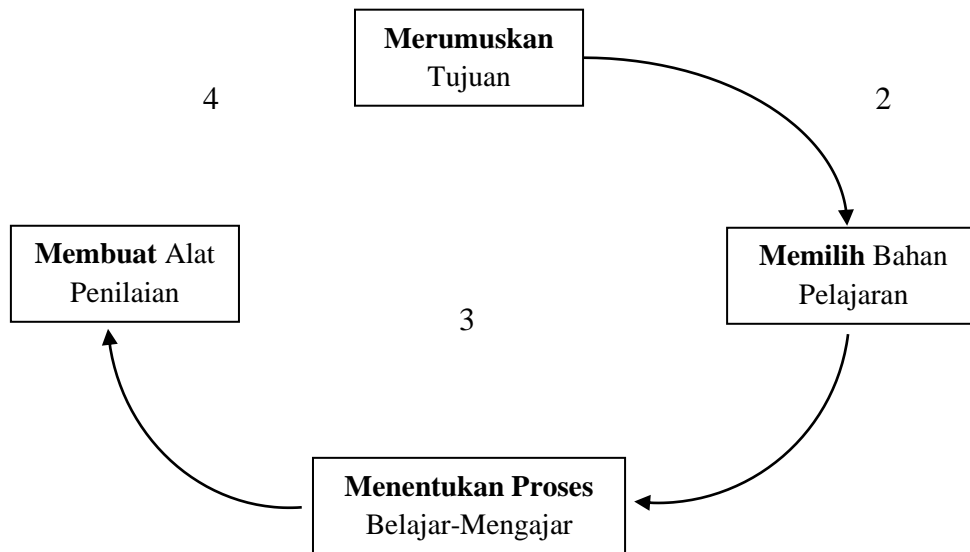 Merumuskan
Tujuan
4
2
Membuat Alat
Penilaian
Memilih Bahan
Pelajaran
3
Menentukan Proses
Belajar-Mengajar